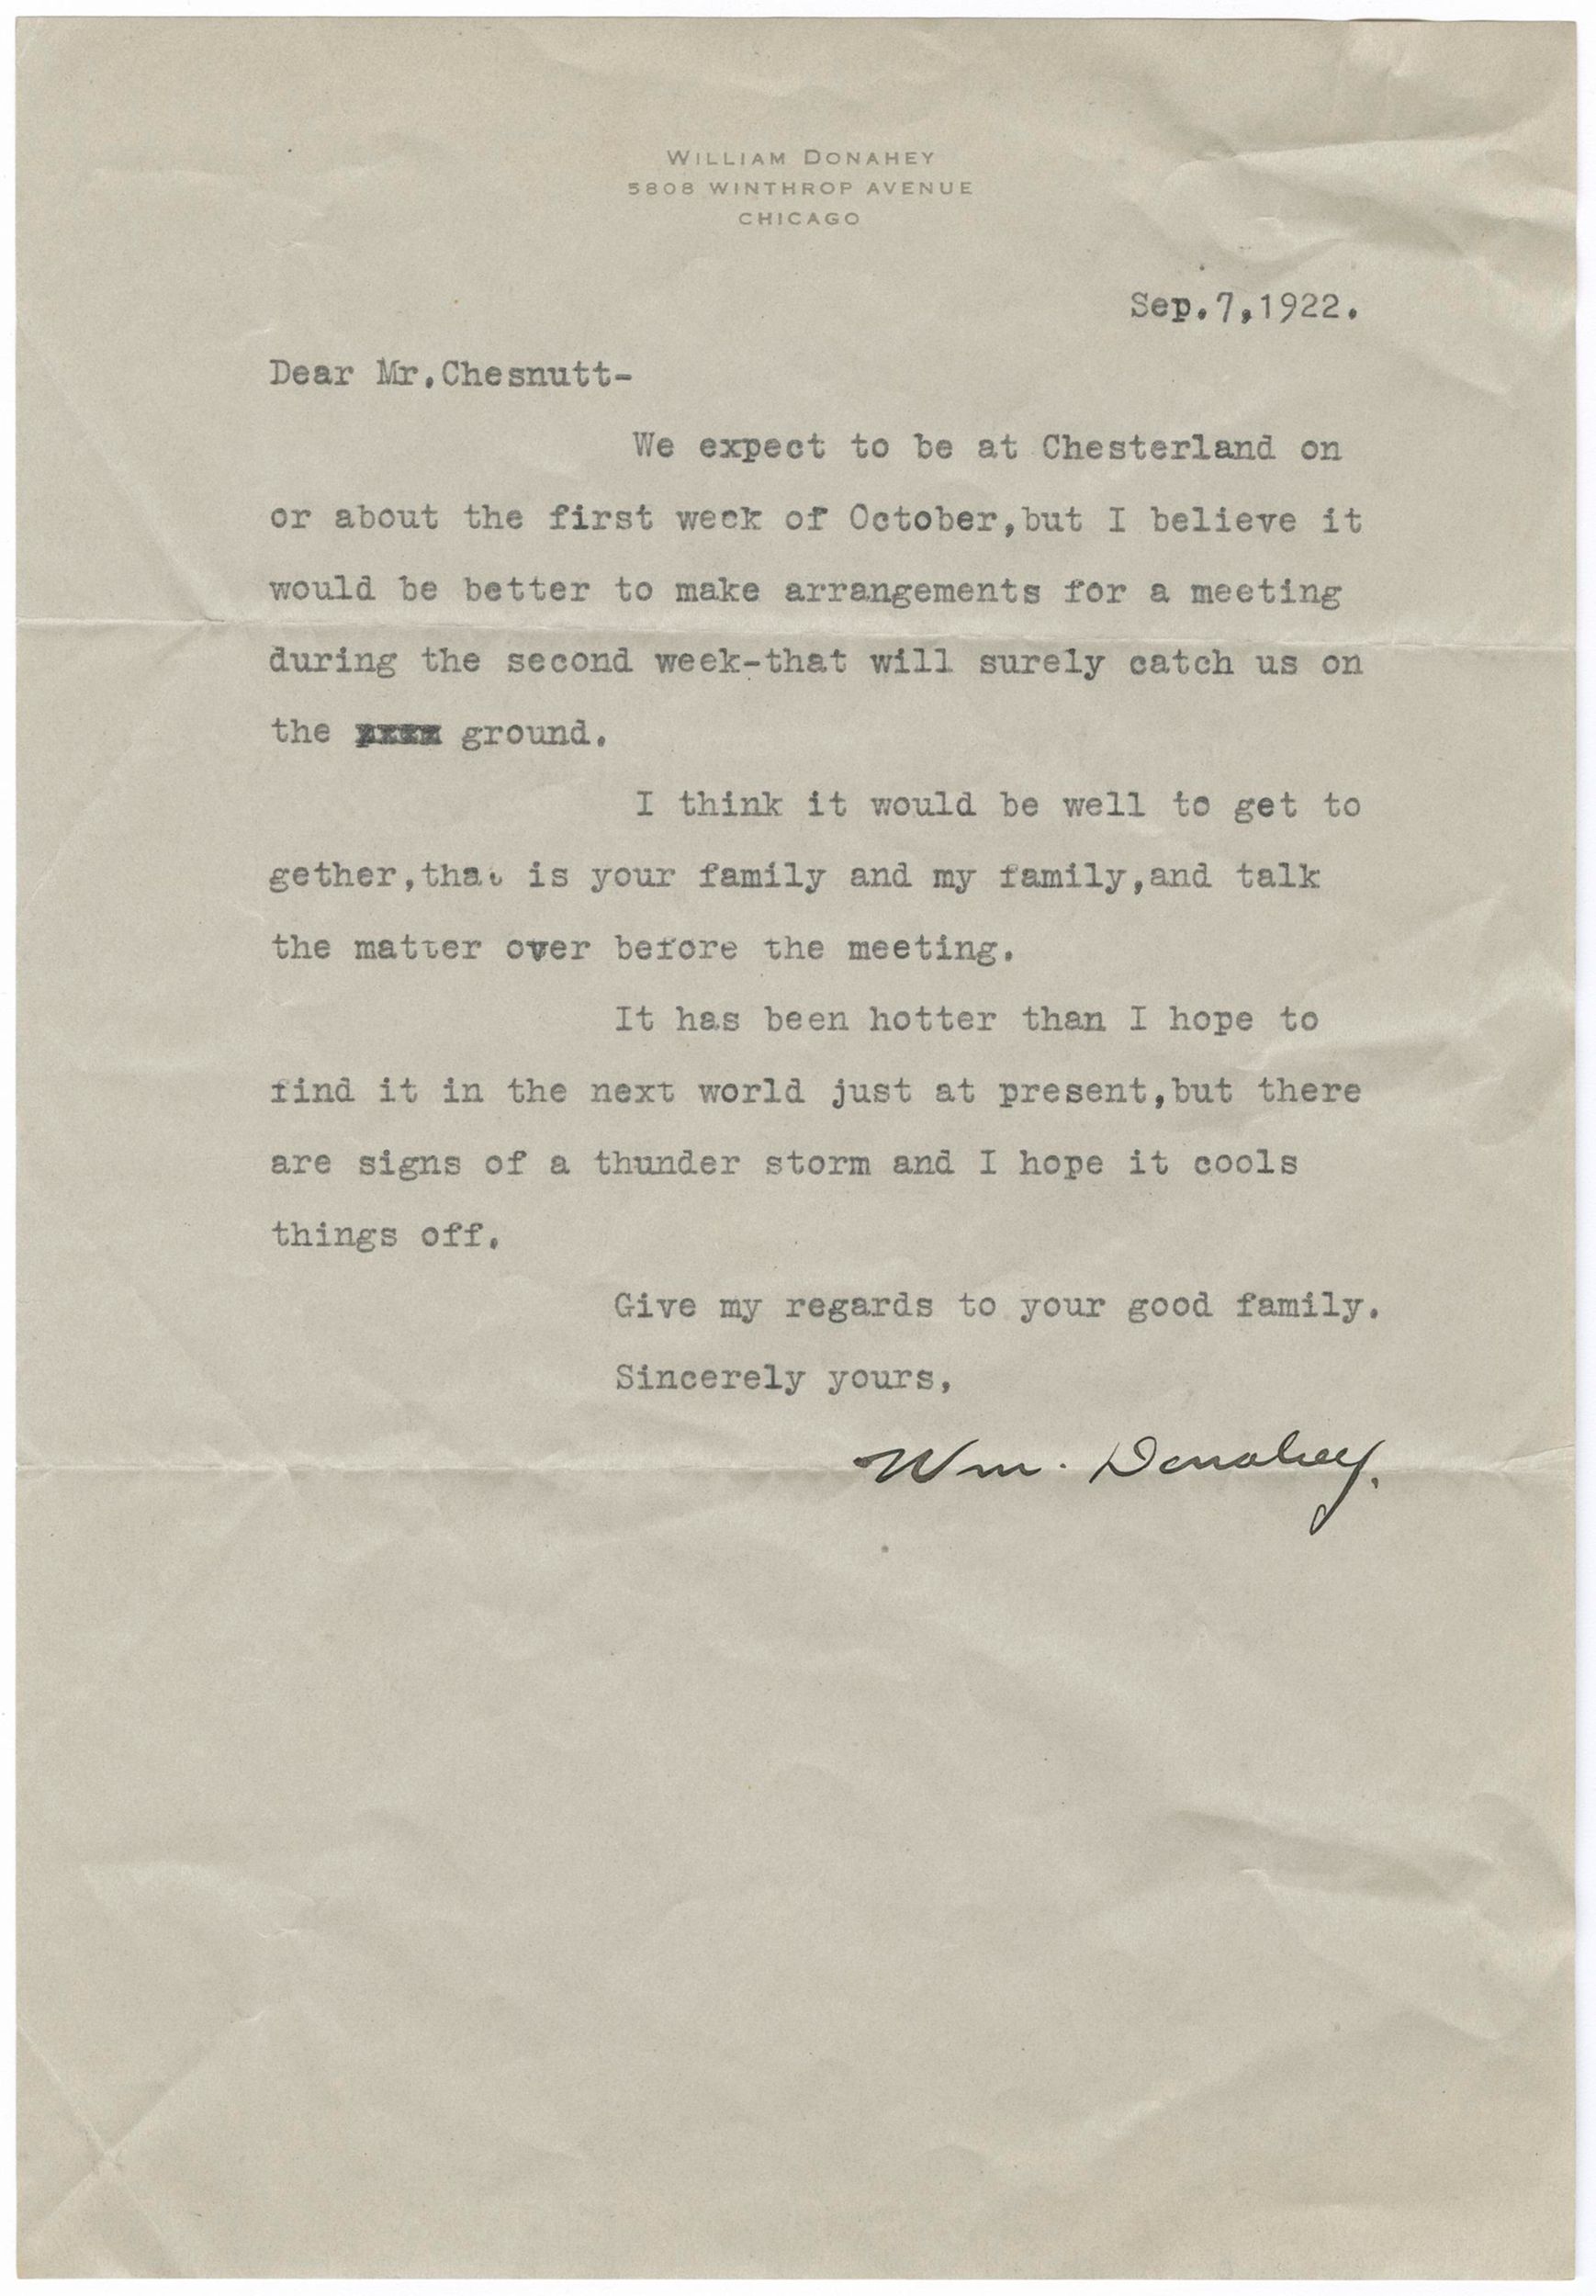 WILLIAM DONAHEY
5808 WINTHROP AVENUE
CHICAGO
Sep.7,1922.
Dear Mr.Chesnutt-
We expect to be at Chesterland on
or about the first week of October,but I believe it
would be better to make arrangements for a meeting
during the second week-that will surely catch us on
the ground.
I think it would be well to get to
gether,that is your family and my family,and talk
the matter over before the meeting.
It has been hotter than I hope to
find it in the next world just at present,but there
are signs of a thunder storm and I hope it cools
things off.
Give my regards to your good family.
Sincerely yours,
Wm. Donahey.